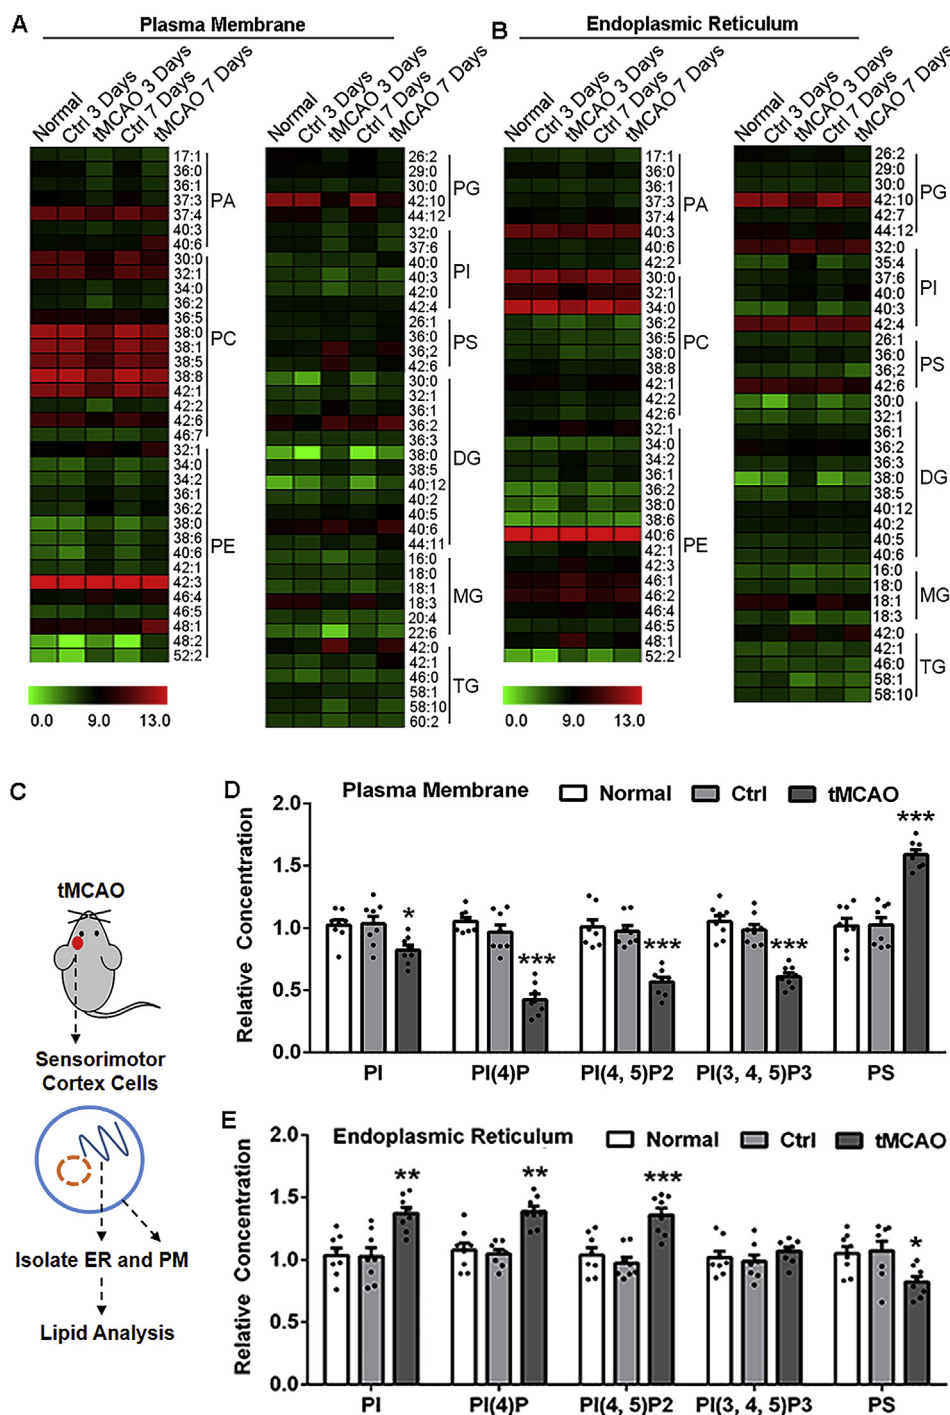 A
Plasma Membrane
Normal
Ctrl 3 Days
tMCAO 3 Days
Ctrl 7 Days
tMCAO 7 Days
17:1
36:0
36:1
37:3
37:4
40:3
40:6
PA
30:0
32:1
34:0
36:2
36:5
38:0
38:1
38:5
38:8
42:1
42:2
42:6
46:7
PC
32:1
34:0
34:2
36:1
36:2
38:0
38:6
40:6
42:1
42:3
46:4
46:5
48:1
48:2
52:2
PE
0.0 9.0 13.0
Normal
Ctrl 3 Days
tMCAO 3 Days
Ctrl 7 Days
tMCAO 7 Days
26:2
29:0
30:0
42:10
44:12
PG
32:0
37:6
40:0
40:3
42:0
42:4
PI
26:1
36:0
36:2
42:6
PS
30:0
32:1
36:1
36:2
36:3
38:0
38:5
40:12
40:2
40:5
40:6
44:11
DG
16:0
18:0
18:1
18:3
20:4
22:6
MG
42:0
42:1
46:0
58:1
58:10
60:2
TG
B
Endoplasmic Reticulum
Normal
Ctrl 3 Days
tMCAO 3 Days
Ctrl 7 Days
tMCAO 7 Days
17:1
36:0
36:1
37:3
37:4
40:3
40:6
42:2
PA
30:0
32:1
34:0
36:2
36:5
38:0
38:8
42:1
42:2
42:6
PC
32:1
34:0
34:2
36:1
36:2
38:0
38:6
40:6
42:1
42:3
46:1
46:2
46:4
46:5
48:1
52:2
PE
0.0 9.0 13.0
Normal
Ctrl 3 Days
tMCAO 3 Days
Ctrl 7 Days
tMCAO 7 Days
26:2
29:0
30:0
42:10
42:7
44:12
PG
32:0
35:4
37:6
40:0
40:3
42:4
PI
26:1
36:0
36:2
42:6
PS
30:0
32:1
36:1
36:2
36:3
38:0
38:5
40:12
40:2
40:5
40:6
DG
16:0
18:0
18:1
18:3
MG
42:0
42:1
46:0
58:1
58:10
TG
C
tMCAO
Sensorimotor
Cortex Cells
Isolate ER and PM
Lipid Analysis
D
Plasma Membrane
Normal Ctrl tMCAO
Relative Concentration
2.0
1.5
1.0
0.5
0.0
* *** *** *** ***
PI PI(4)P PI(4, 5)P2 PI(3, 4, 5)P3 PS
E
Endoplasmic Reticulum
Normal Ctrl tMCAO
Relative Concentration
2.0
1.5
1.0
0.5
0.0
** ** *** *
PI PI(4)P PI(4, 5)P2 PI(3, 4, 5)P3 PS